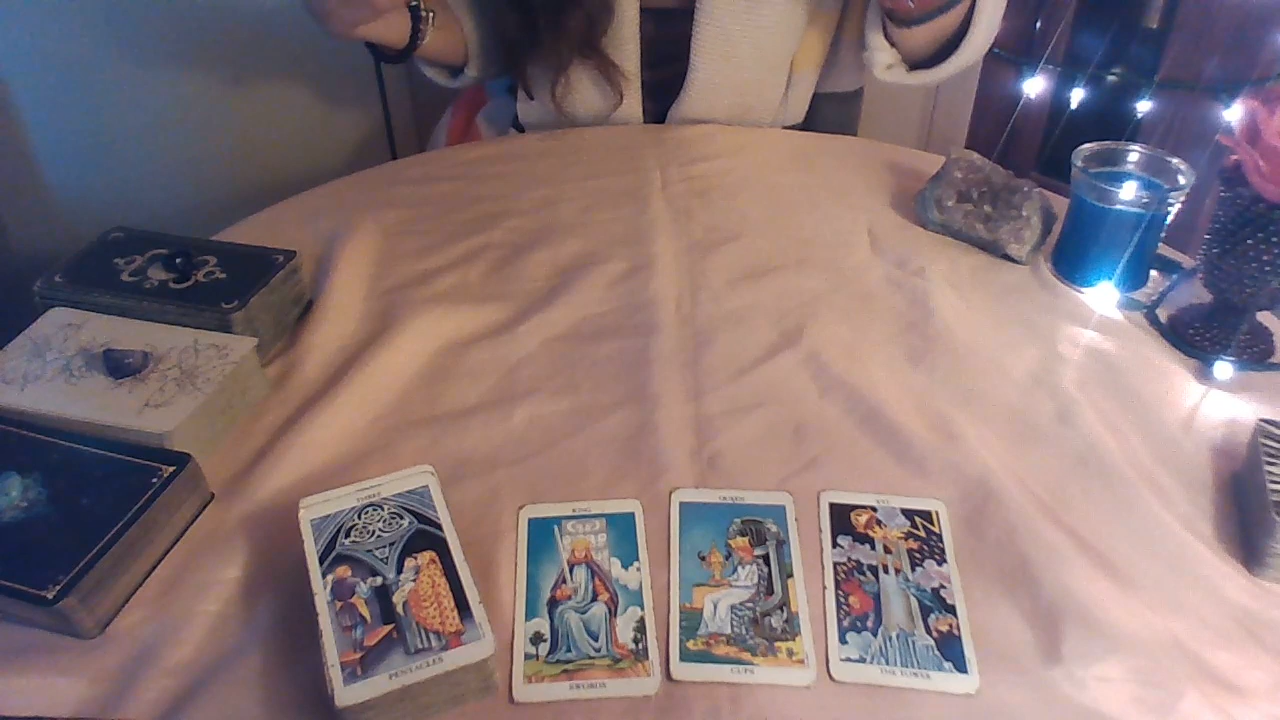 THREE
PENTACLES
KING
SWORDS
QUEEN
CUPS
XVI
THE TOWER